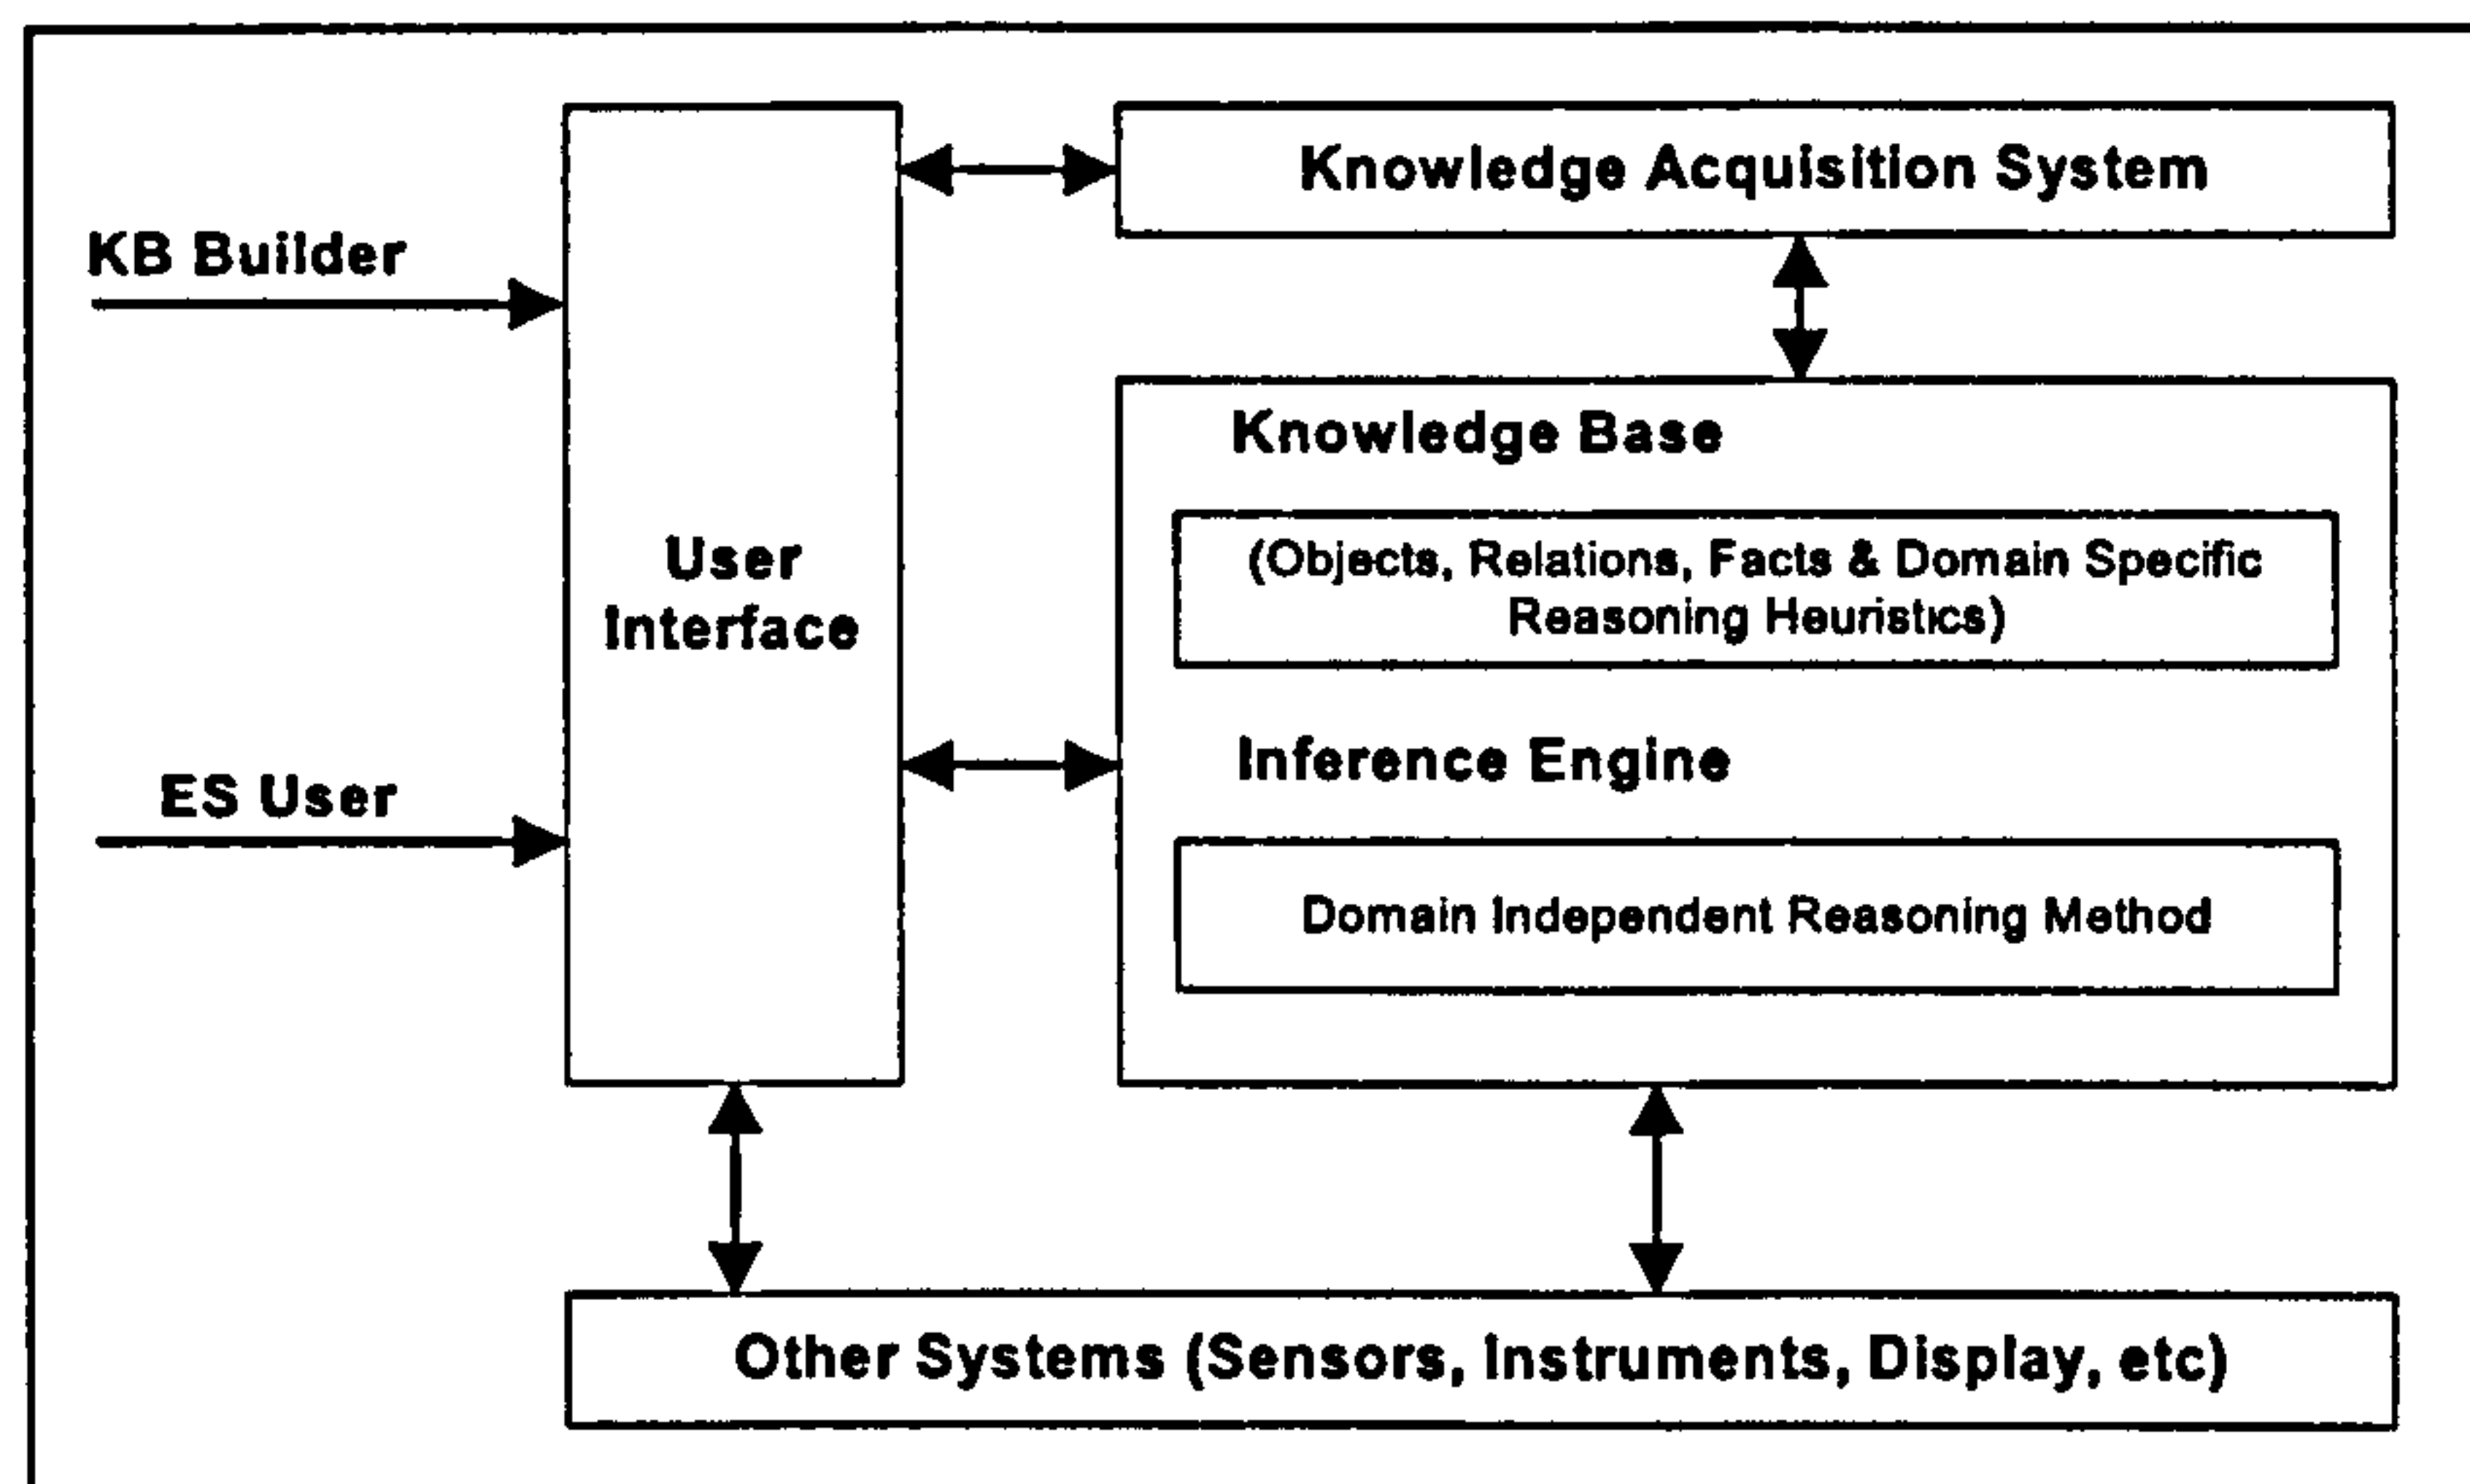 Knowledge Acquisition System
KB Builder
Knowledge Base
(Objects, Relations, Facts & Domain Specific
Reasoning Heuristics)
User
Interface
Inference Engine
ES User
Domain Independent Reasoning Method
Other Systems (Sensors, Instruments, Display, etc)